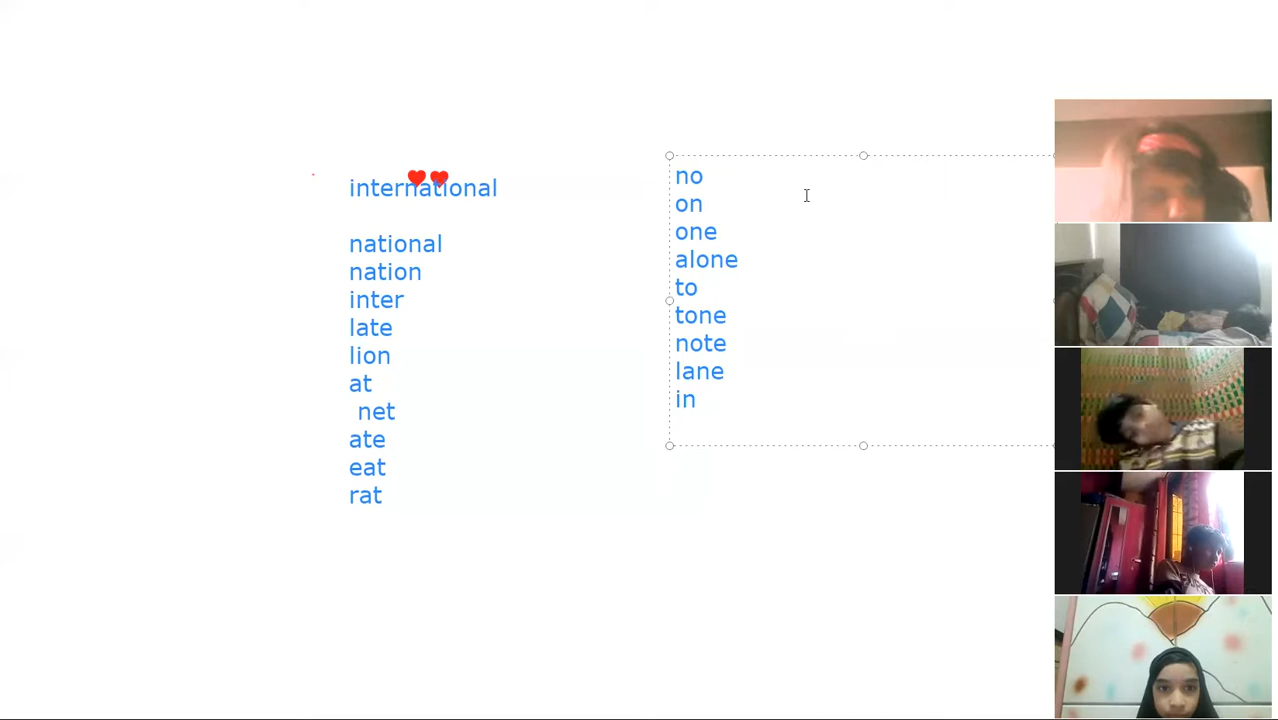 international
national
nation
inter
late
lion
at
net
ate
eat
rat
no
on
one
alone
to
tone
note
lane
in